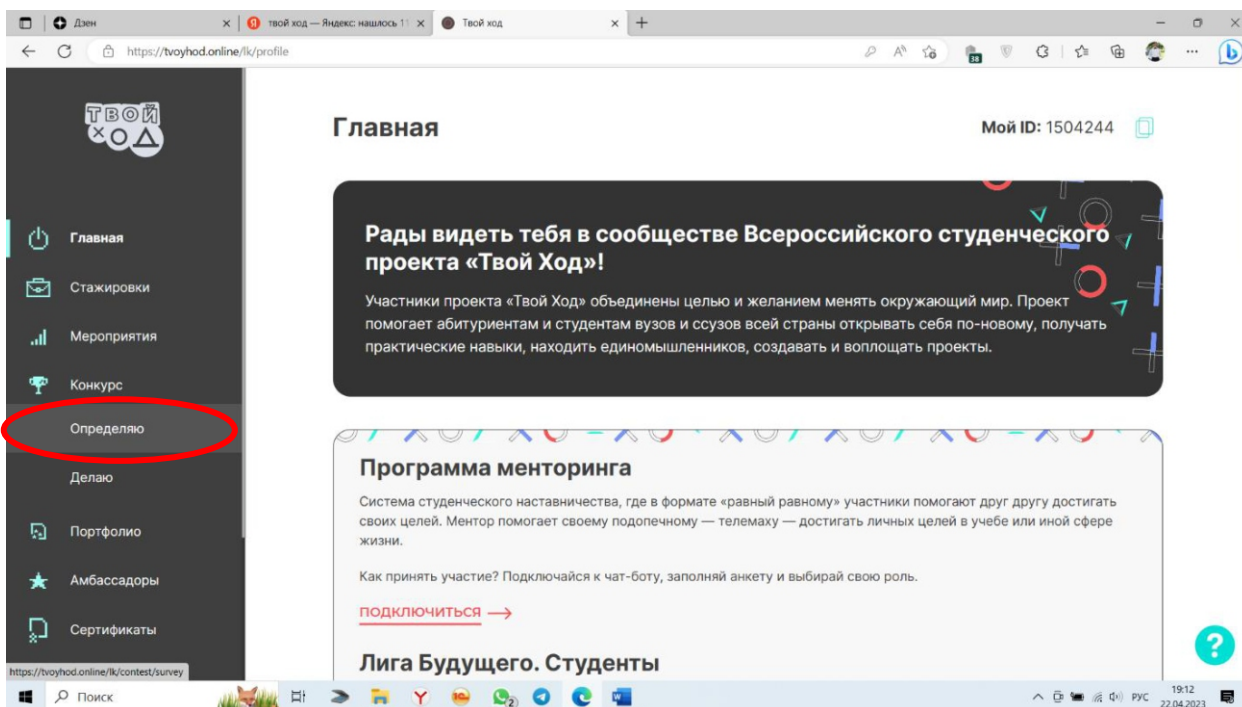 Дзен
Я твой ход — Яндекс: нашлось 11
Твой ход
https://tvoyhod.online/lk/profile
38
ТВОЙ
ХОД
Главная
Мой ID: 1504244
Рады видеть тебя в сообществе Всероссийского студенческого
проекта «Твой Ход»!
Участники проекта «Твой Ход» объединены целью и желанием менять окружающий мир. Проект
помогает абитуриентам и студентам вузов и ссузов всей страны открывать себя по-новому, получать
практические навыки, находить единомышленников, создавать и воплощать проекты.
Главная
Стажировки
Мероприятия
Конкурс
Определяю
Делаю
Портфолио
Амбассадоры
Сертификаты
Программа менторинга
Система студенческого наставничества, где в формате «равный равному» участники помогают друг другу достигать
своих целей. Ментор помогает своему подопечному — телемаху — достигать личных целей в учебе или иной сфере
жизни.
Как принять участие? Подключайся к чат-боту, заполняй анкету и выбирай свою роль.
ПОДКЛЮЧИТЬСЯ
Лига Будущего. Студенты
?
https://tvoyhod.online/lk/contest/survey
Поиск
2
РУС
19:12
22.04.2023